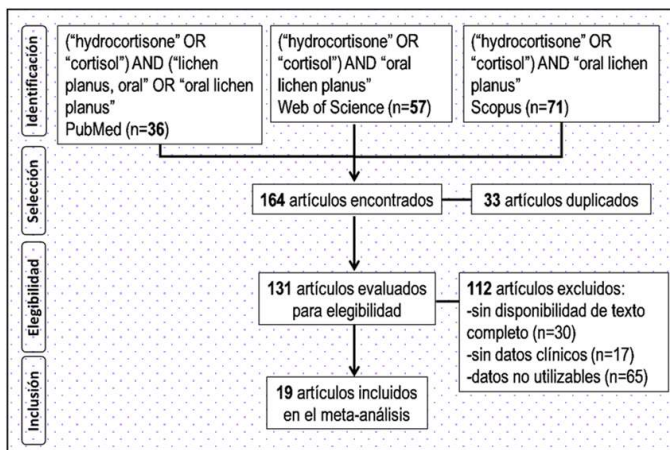 Identificación
(“hydrocortisone” OR
“cortisol”) AND (“lichen
planus, oral” OR “oral lichen
planus”
PubMed (n=36)
(“hydrocortisone” OR
“cortisol”) AND “oral
lichen planus”
Web of Science (n=57)
(“hydrocortisone” OR
“cortisol”) AND “oral lichen
planus”
Scopus (n=71)
Selección
164 artículos encontrados
33 artículos duplicados
Elegibilidad
131 artículos evaluados
para elegibilidad
112 artículos excluidos:
-sin disponibilidad de texto
completo (n=30)
-sin datos clínicos (n=17)
-datos no utilizables (n=65)
Inclusión
19 artículos incluidos
en el meta-análisis